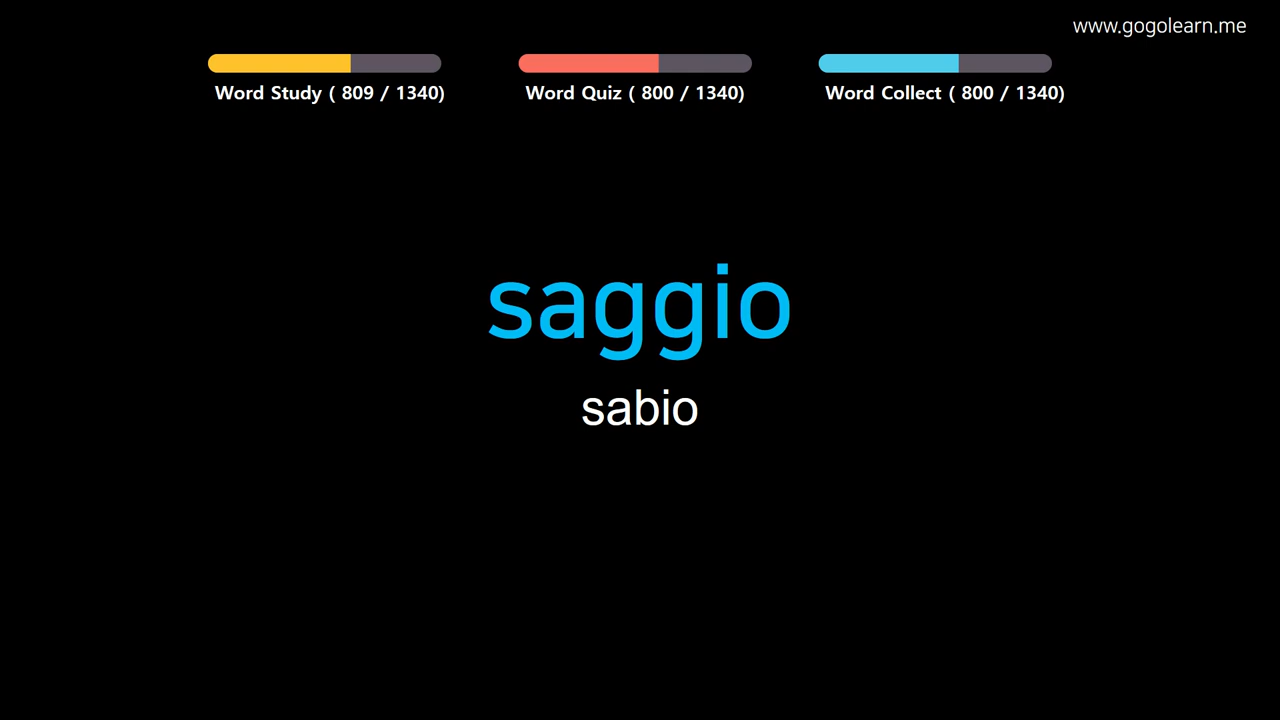 www.gogolearn.me
Word Study ( 809 / 1340)
Word Quiz ( 800 / 1340)
Word Collect ( 800 / 1340)
saggio
sabio